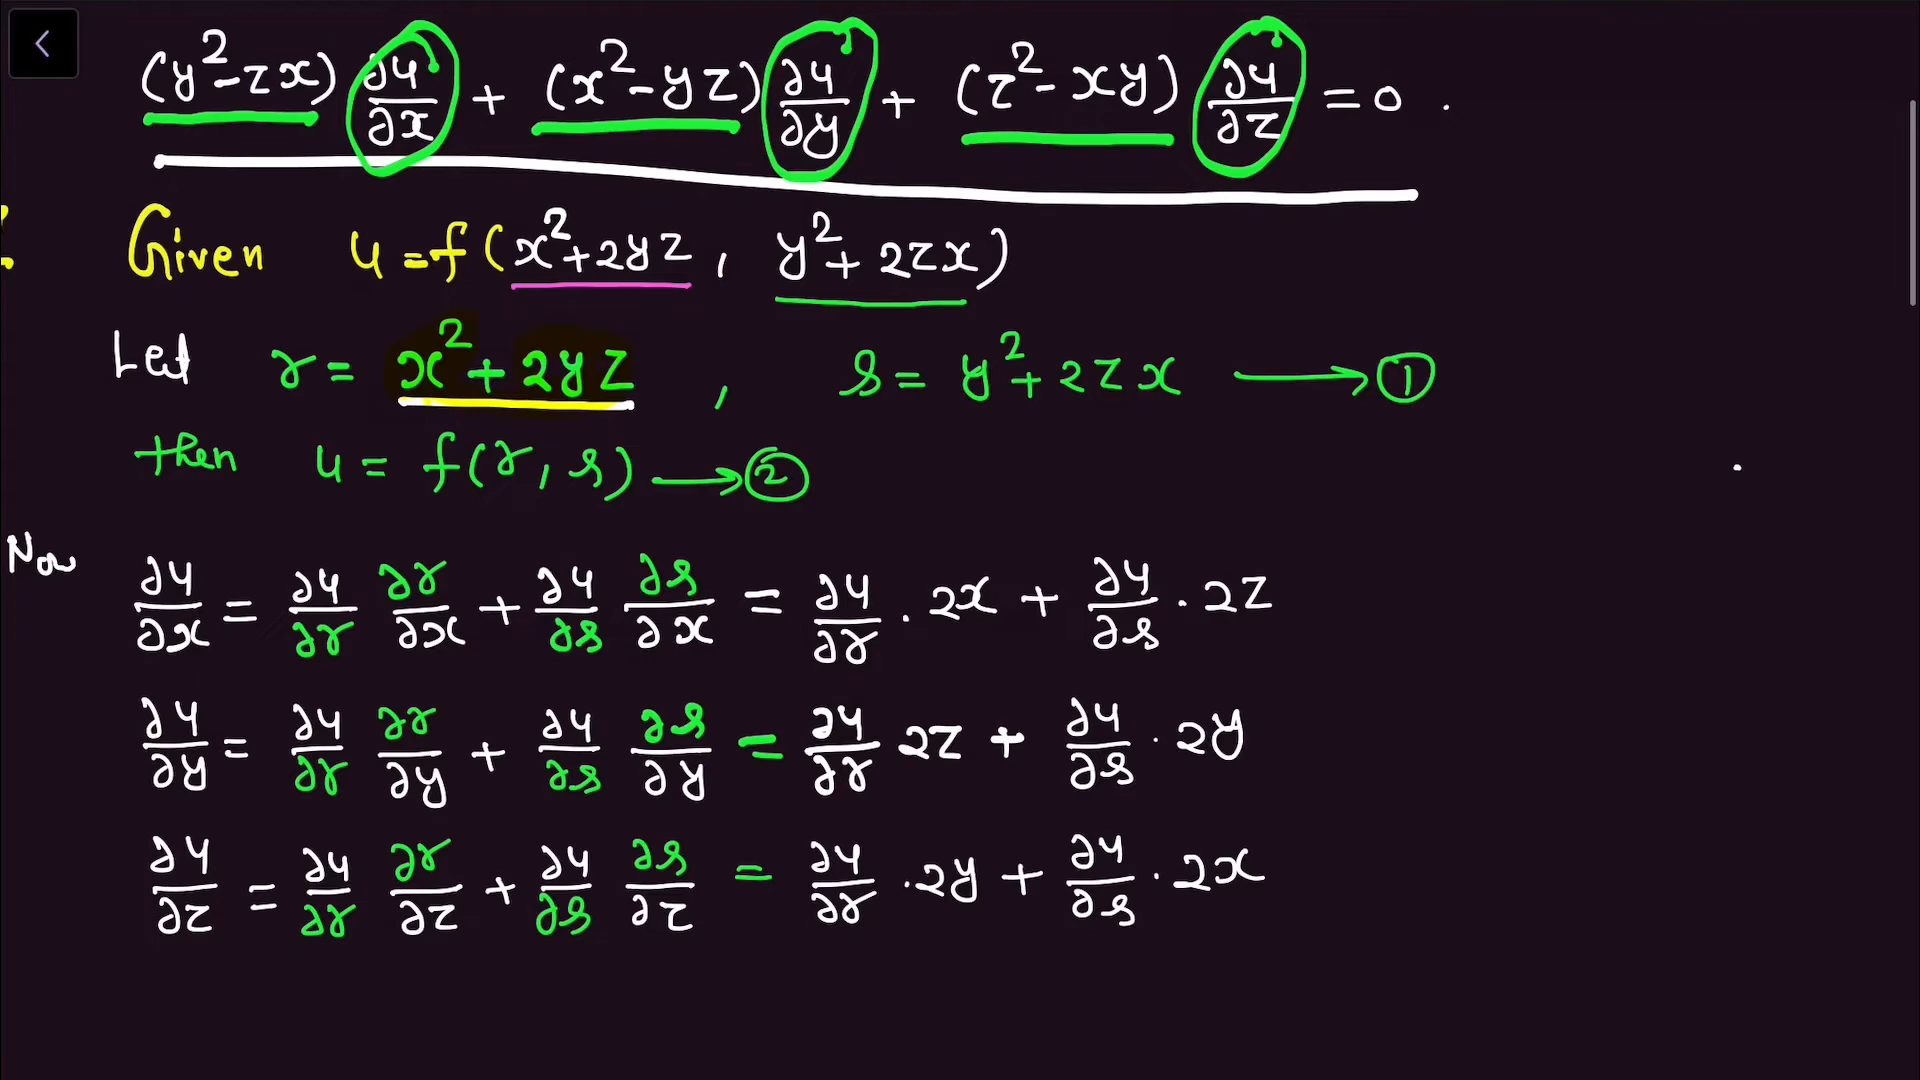 (y²-zx) ∂u/∂x + (x²-yz) ∂u/∂y + (z²-xy) ∂u/∂z = 0 .
Given u = f(x²+2yz , y²+2zx)
Let r = x²+2yz , s = y²+2zx ⟶ ①
then u = f(r, s) ⟶ ②
Now ∂u/∂x = ∂u/∂r ∂r/∂x + ∂u/∂s ∂s/∂x = ∂u/∂r . 2x + ∂u/∂s . 2z
∂u/∂y = ∂u/∂r ∂r/∂y + ∂u/∂s ∂s/∂y = ∂u/∂r 2z + ∂u/∂s . 2y
∂u/∂z = ∂u/∂r ∂r/∂z + ∂u/∂s ∂s/∂z = ∂u/∂r . 2y + ∂u/∂s . 2x